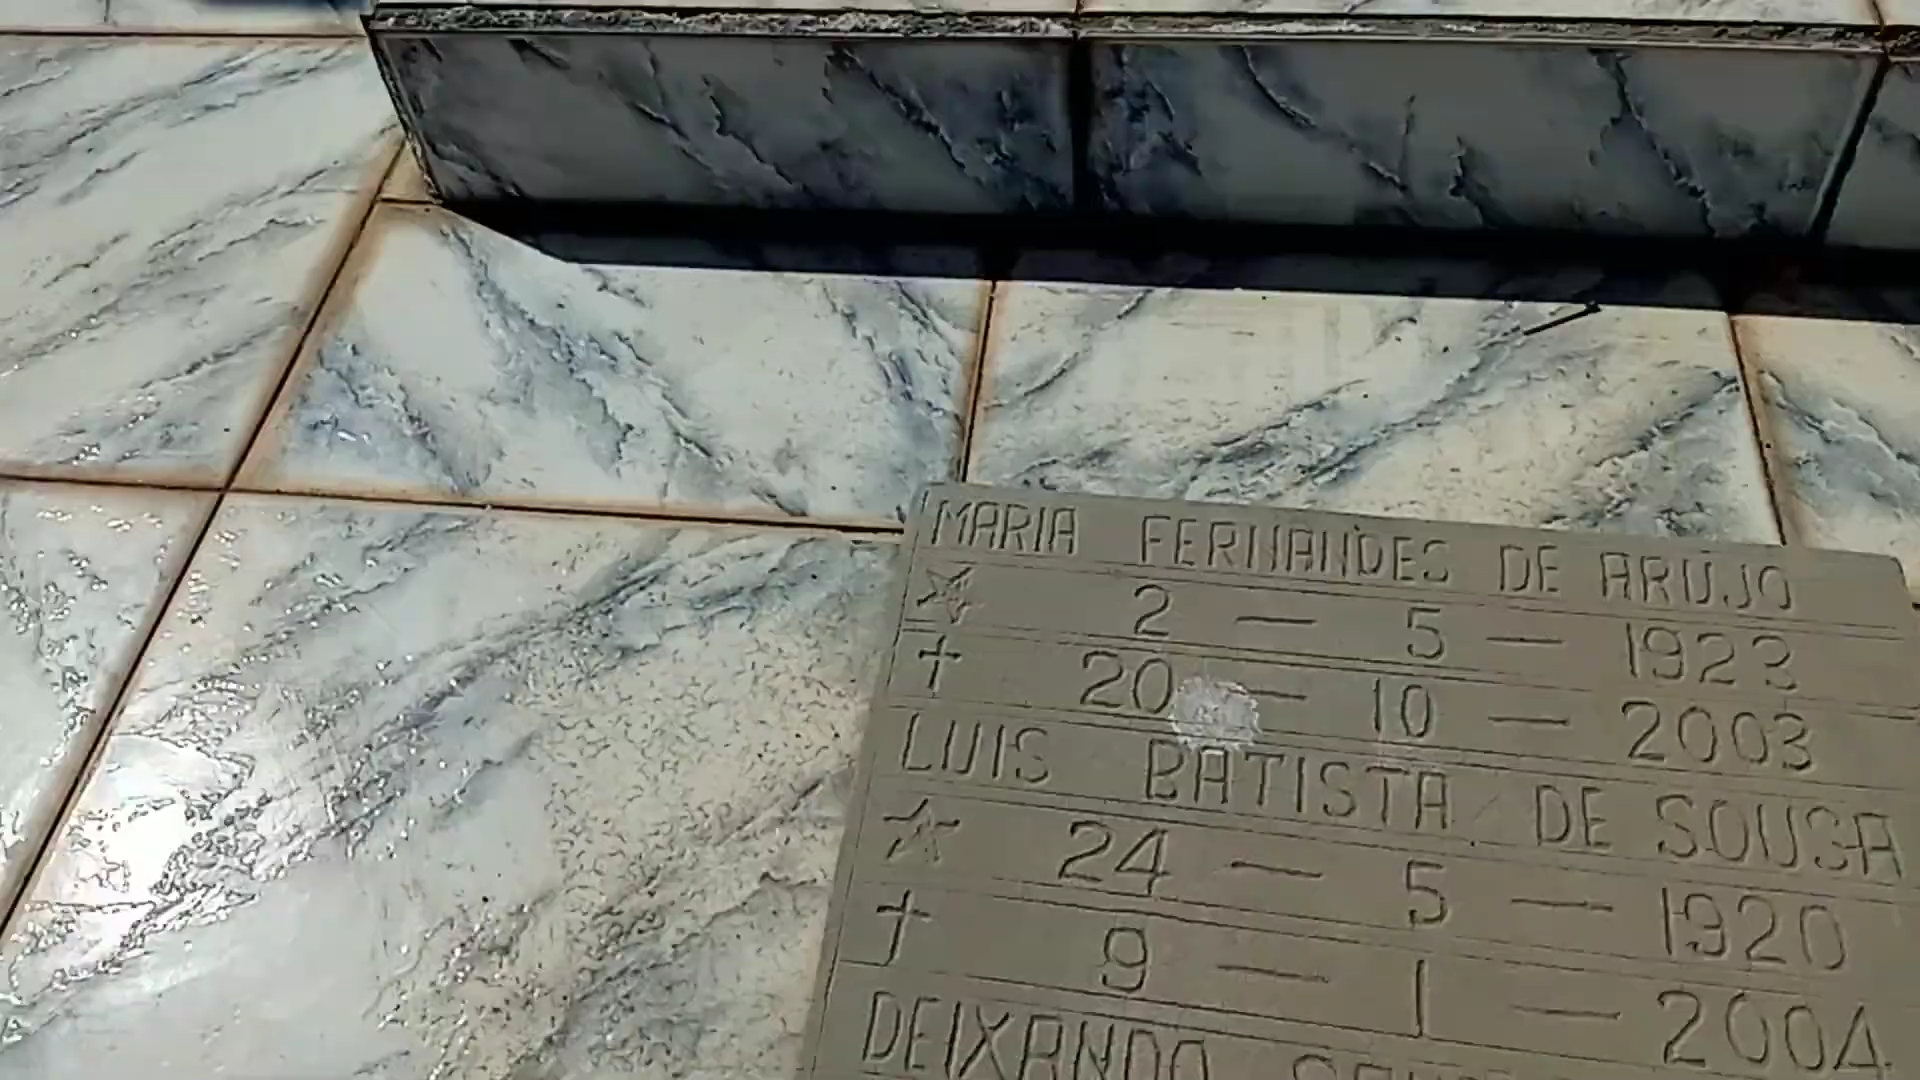 MARIA FERNANDES DE ARUJO
2 — 5 — 1923
20 — 10 — 2003
LUIS BATISTA DE SOUSA
24 — 5 — 1920
9 — 1 — 2004
DEIXANDO